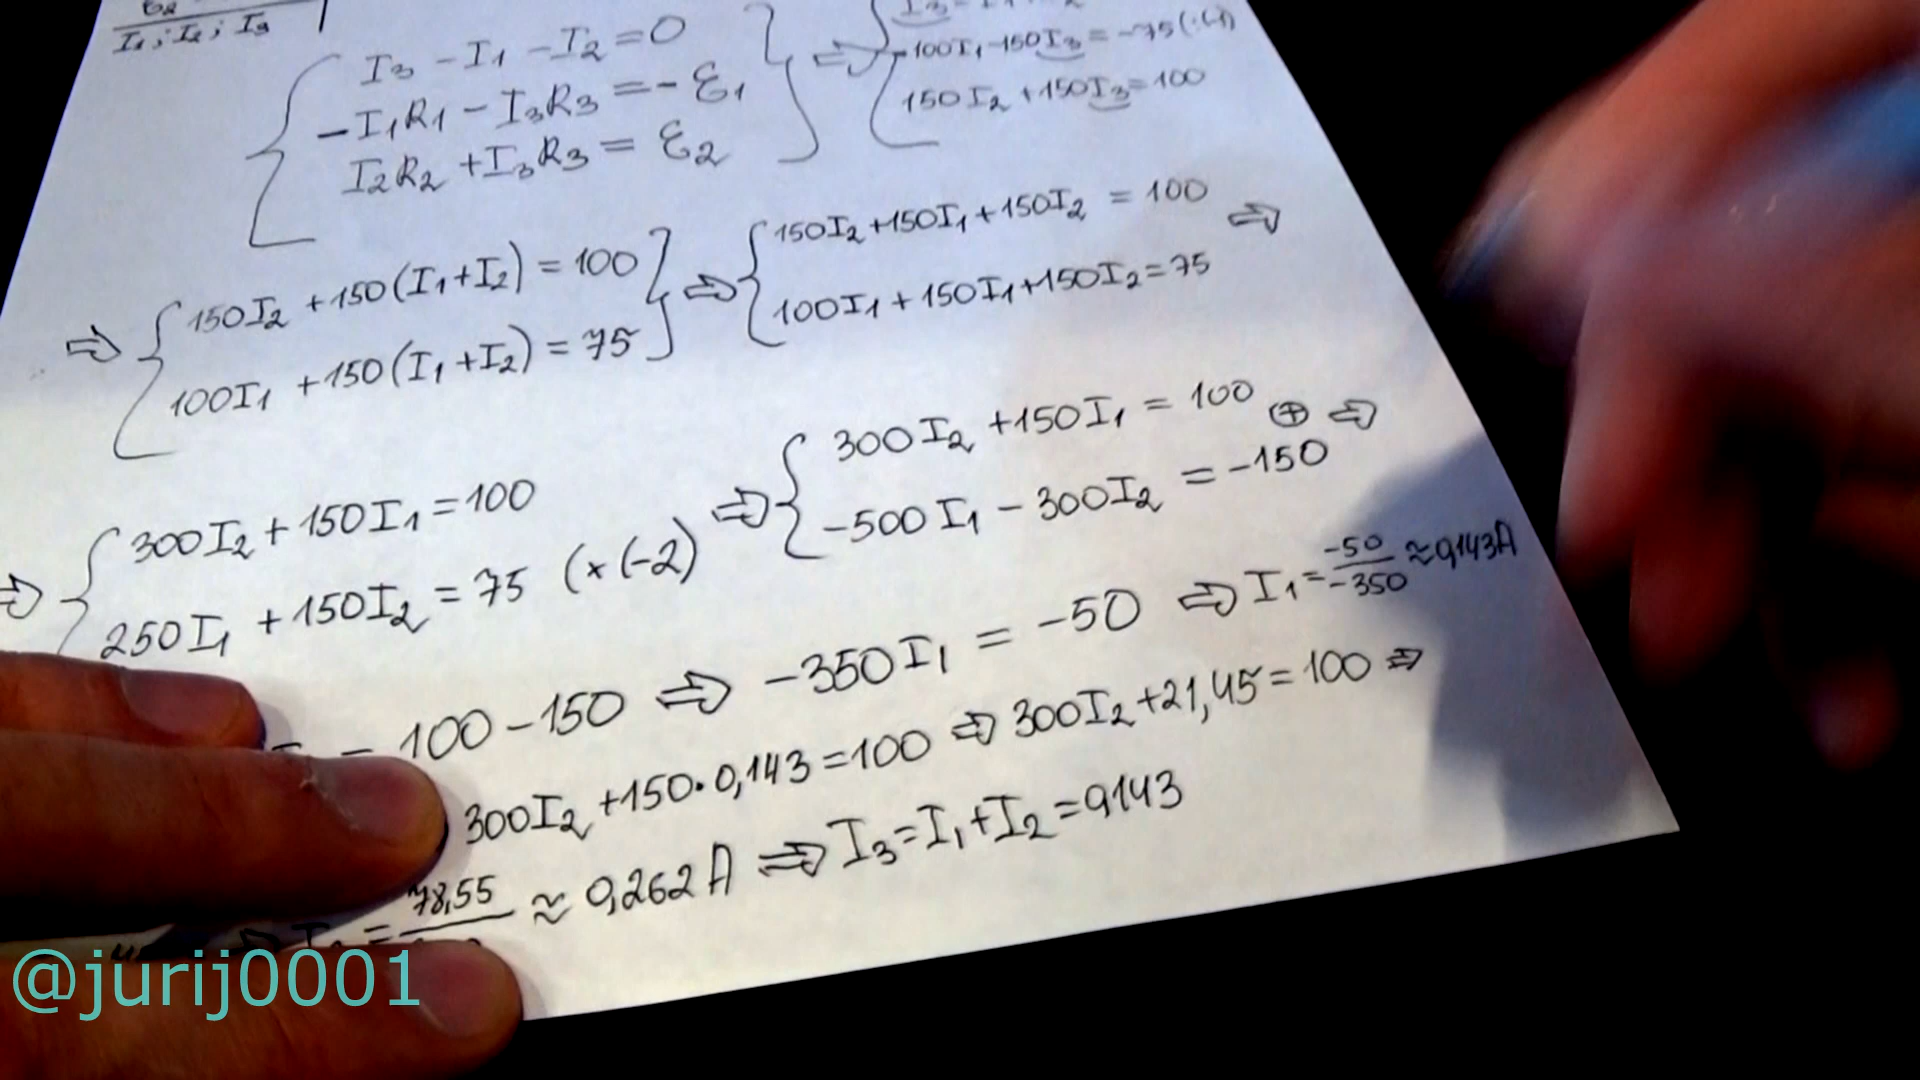 I₁; I₂; I₃
I₃ - I₁ - I₂ = 0
-I₁R₁ - I₃R₃ = -ε₁
I₂R₂ + I₃R₃ = ε₂
⇒
-100I₁ - 150I₃ = -75
150I₂ + 150I₃ = 100
⇒ 150I₂ + 150(I₁ + I₂) = 100
100I₁ + 150(I₁ + I₂) = 75
⇒ 150I₂ + 150I₁ + 150I₂ = 100 ⇒
100I₁ + 150I₁ + 150I₂ = 75
⇒ 300I₂ + 150I₁ = 100
250I₁ + 150I₂ = 75 (× (-2)
⇒ 300I₂ + 150I₁ = 100 ⊕ ⇒
-500I₁ - 300I₂ = -150
100 - 150 ⇒ -350I₁ = -50 ⇒ I₁ = -50/-350 ≈ 0,143A
300I₂ + 150·0,143 = 100 ⇒ 300I₂ + 21,45 = 100 ⇒
= 78,55 ≈ 0,262A ⇒ I₃ = I₁ + I₂ = 0,143
@jurij0001